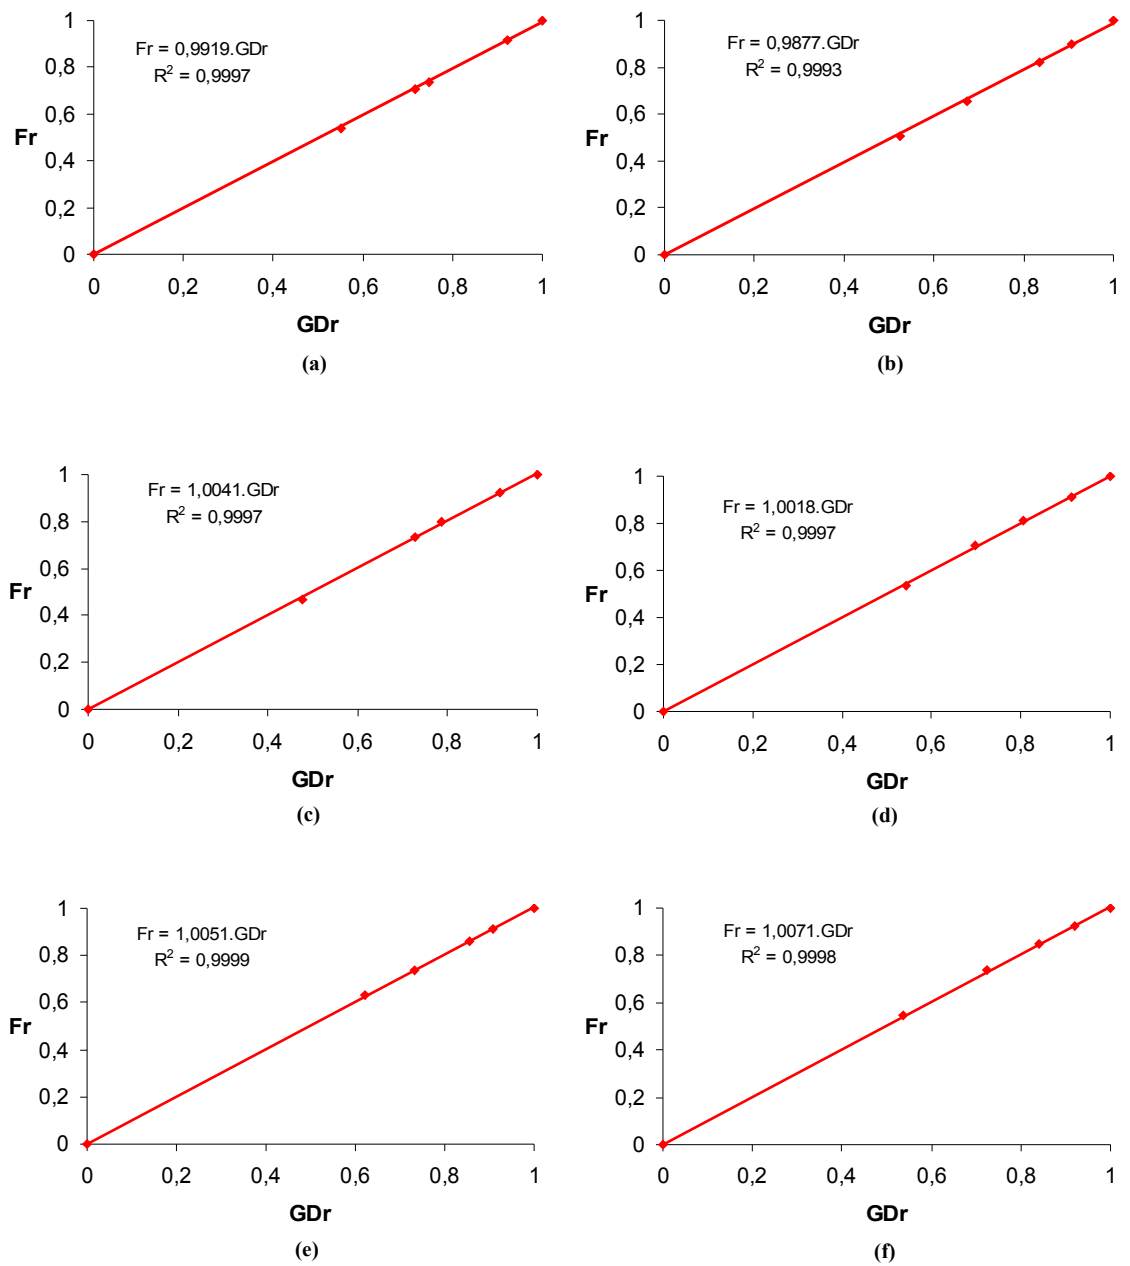 1
0,8
0,6
0,4
0,2
0
Fr
Fr = 0,9919.GDr
R² = 0,9997
0 0,2 0,4 0,6 0,8 1
GDr
(a)
1
0,8
0,6
0,4
0,2
0
Fr
Fr = 0,9877.GDr
R² = 0,9993
0 0,2 0,4 0,6 0,8 1
GDr
(b)
1
0,8
0,6
0,4
0,2
0
Fr
Fr = 1,0041.GDr
R² = 0,9997
0 0,2 0,4 0,6 0,8 1
GDr
(c)
1
0,8
0,6
0,4
0,2
0
Fr
Fr = 1,0018.GDr
R² = 0,9997
0 0,2 0,4 0,6 0,8 1
GDr
(d)
1
0,8
0,6
0,4
0,2
0
Fr
Fr = 1,0051.GDr
R² = 0,9999
0 0,2 0,4 0,6 0,8 1
GDr
(e)
1
0,8
0,6
0,4
0,2
0
Fr
Fr = 1,0071.GDr
R² = 0,9998
0 0,2 0,4 0,6 0,8 1
GDr
(f)